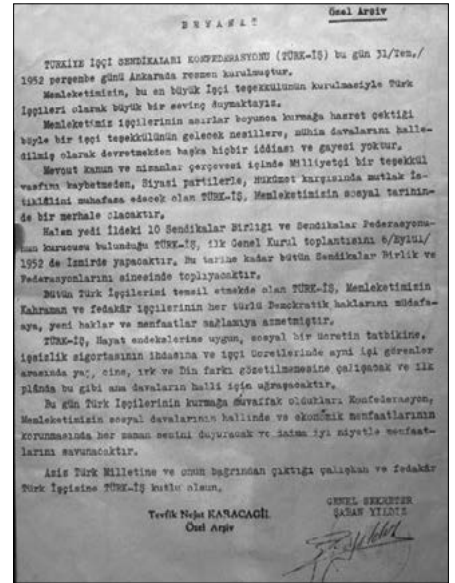 Özel Arşiv
BEYANAT
TÜRKİYE İŞÇİ SENDİKALARI KONFEDERASYONU (TÜRK-İŞ) bu gün 31/Tem./
1952 perşenbe günü Ankarada resmen kurulmuştur.
Memleketimizin, bu en büyük İşçi teşekkülünün kurulmasiyle Türk
İşçileri olarak büyük bir sevinç duymaktayız.
Memleketimiz işçilerinin asırlar boyunca kurmağa hasret çektiği
böyle bir işçi teşekkülünün gelecek nesillere, mühim davalarını halle-
dilmiş olarak devretmekden başka hiçbir iddiası ve gayesi yoktur.
Mevcut kanun ve nizamlar çerçevesi içinde Milliyetçi bir teşekkül
vasfını kaybetmeden, Siyasi partilerle, Hükûmet karşısında mutlak İs-
tiklâlini muhafaza edecek olan TÜRK-İŞ, Memleketimizin sosyal tarihin-
de bir merhale olacaktır.
Halen yedi İldeki 10 Sendikalar Birliği ve Sendikalar Federasyonu-
nun kurucusu bulunduğu TÜRK-İŞ, ilk Genel Kurul toplantısını 6/Eylül/
1952 de İzmirde yapacaktır. Bu tarihe kadar bütün Sendikalar Birlik ve
Federasyonlarını sinesinde toplıyacaktır.
Bütün Türk İşçilerini temsil etmekde olan TÜRK-İŞ, Memleketimizin
Kahraman ve fedakâr işçilerinin her türlü Demokratik haklarını müdafa-
aya, yeni haklar ve menfaatlar sağlamıya azmetmiştir.
TÜRK-İŞ, Hayat endekslerine uygun, sosyal bir ücretin tatbikine,
işsizlik sigortasının ihdasına ve işçi ücretlerinde ayni işi görenler
arasında yaş, cins, ırk ve Din farkı gözetilmemesine çalışacak ve ilk
plânda bu gibi ana davaların halli için uğraşacaktır.
Bu gün Türk İşçilerinin kurmağa muvaffak oldukları Konfederasyon,
Memleketimizin sosyal davalarının hallinde ve ekonomik menfaatlarının
korunmasında her zaman sesini duyuracak ve daima iyi niyetle menfaat-
larını savunacaktır.
Aziz Türk Milletine ve onun bağrından çıktığı çalışkan ve fedakâr
Türk İşçisine TÜRK-İŞ kutlu olsun.
GENEL SEKRETER
ŞABAN YILDIZ
Tevfik Nejat KARACAGİL
Özel Arşiv